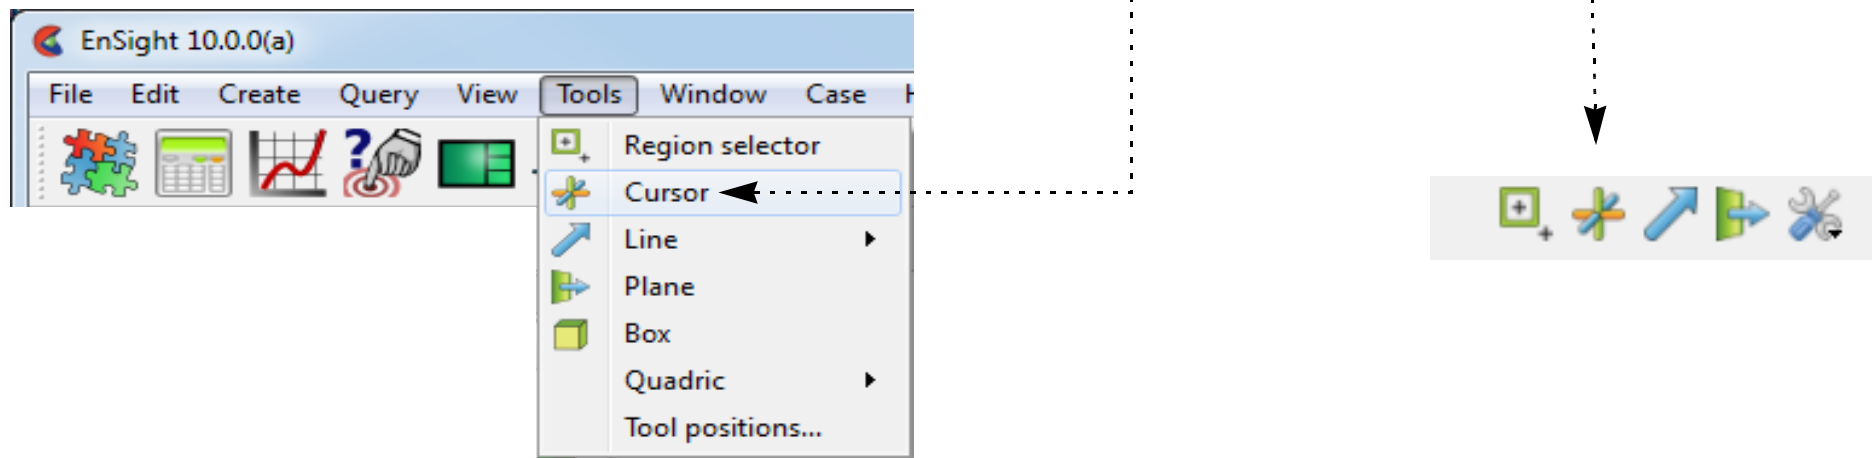 EnSight 10.0.0(a)
File Edit Create Query View Tools Window Case
Region selector
Cursor
Line
Plane
Box
Quadric
Tool positions...